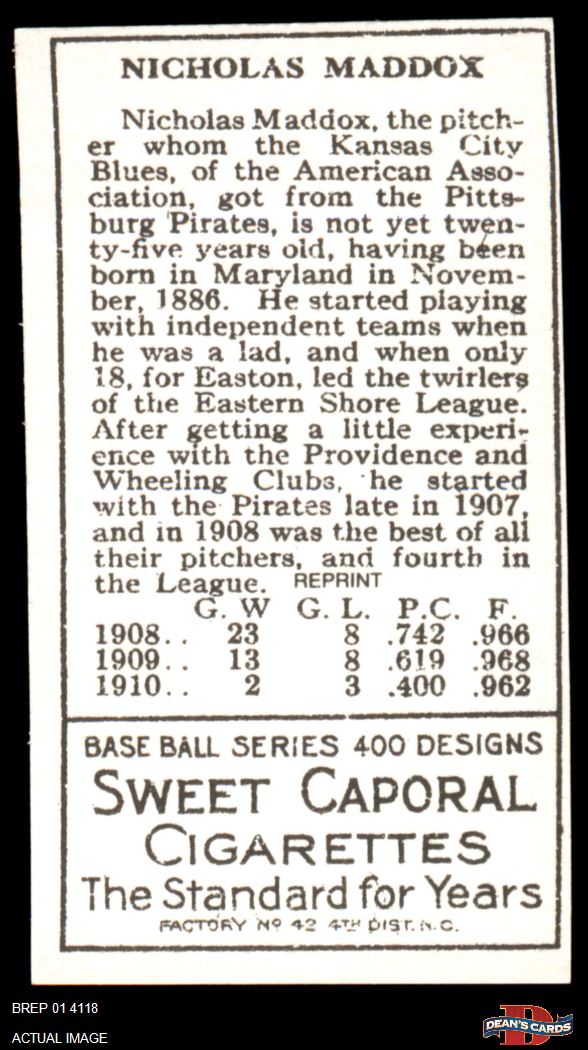 NICHOLAS MADDOX
Nicholas Maddox, the pitch-
er whom the Kansas City
Blues, of the American Asso-
ciation, got from the Pitts-
burg Pirates, is not yet twen-
ty-five years old, having been
born in Maryland in Novem-
ber, 1886. He started playing
with independent teams when
he was a lad, and when only
18, for Easton, led the twirlers
of the Eastern Shore League.
After getting a little experi-
ence with the Providence and
Wheeling Clubs, he started
with the Pirates late in 1907,
and in 1908 was the best of all
their pitchers, and fourth in
the League. REPRINT
G. W G. L. P.C. F.
1908.. 23 8 .742 .966
1909.. 13 8 .619 .968
1910.. 2 3 .400 .962
BASE BALL SERIES 400 DESIGNS
SWEET CAPORAL
CIGARETTES
The Standard for Years
FACTORY No 42 4TH DIST. N.C.
BREP 01 4118
ACTUAL IMAGE
D
DEAN'S CARDS